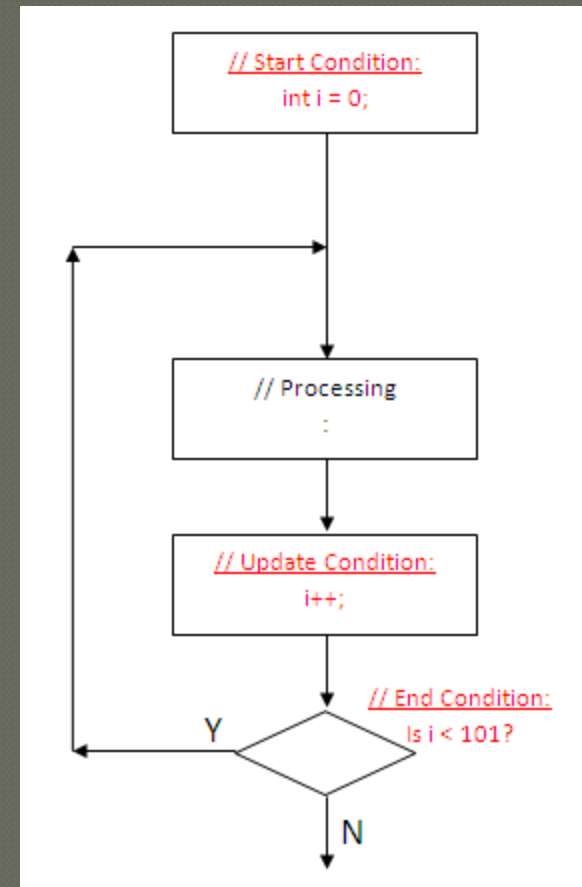 // Start Condition:
int i = 0;
// Processing
:
// Update Condition:
i++;
// End Condition:
Is i < 101?
Y
N